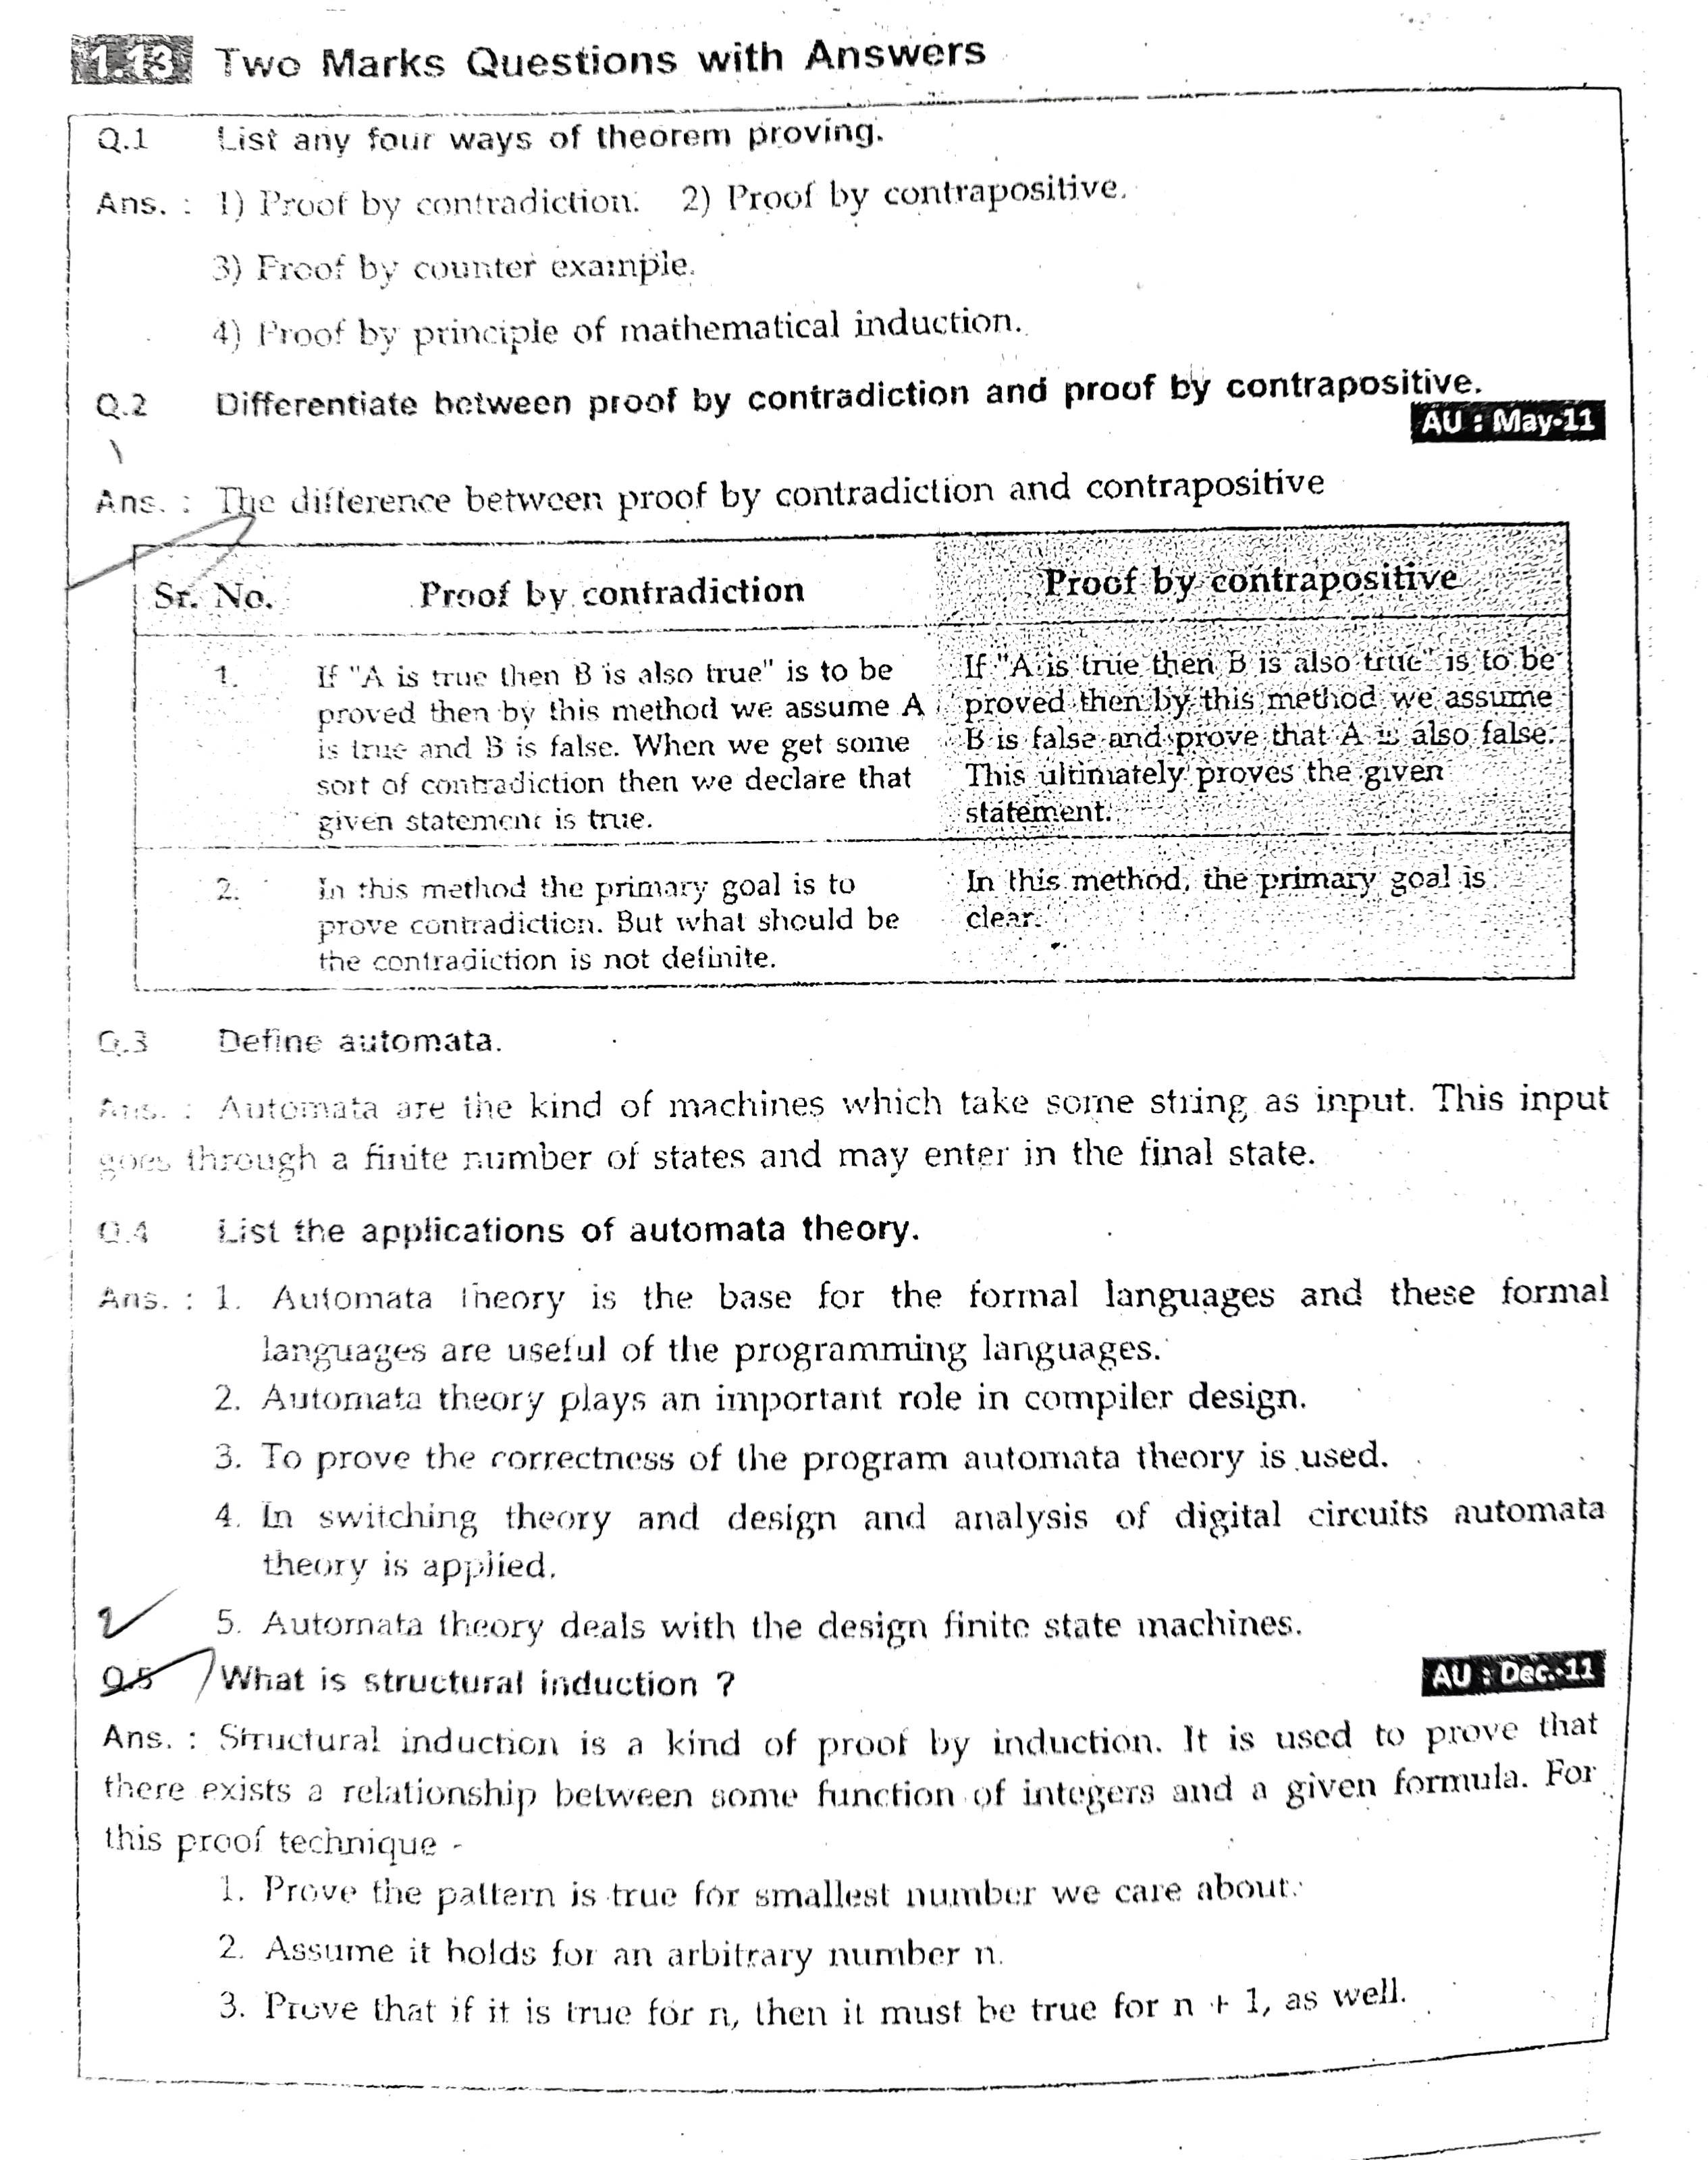 1.13 Two Marks Questions with Answers
Q.1 List any four ways of theorem proving.
Ans. : 1) Proof by contradiction. 2) Proof by contrapositive.
3) Proof by counter example.
4) Proof by principle of mathematical induction.
Q.2 Differentiate between proof by contradiction and proof by contrapositive.
AU : May-11
Ans. : The difference between proof by contradiction and contrapositive
Sr. No. Proof by contradiction Proof by contrapositive
1. If "A is true then B is also true" is to be
proved then by this method we assume A
is true and B is false. When we get some
sort of contradiction then we declare that
given statement is true.
If "A is true then B is also true" is to be
proved then by this method we assume
B is false and prove that A is also false.
This ultimately proves the given
statement.
2. In this method the primary goal is to
prove contradiction. But what should be
the contradiction is not definite.
In this method, the primary goal is
clear.
Q.3 Define automata.
Ans. : Automata are the kind of machines which take some string as input. This input
goes through a finite number of states and may enter in the final state.
Q.4 List the applications of automata theory.
Ans. : 1. Automata theory is the base for the formal languages and these formal
languages are useful of the programming languages.
2. Automata theory plays an important role in compiler design.
3. To prove the correctness of the program automata theory is used.
4. In switching theory and design and analysis of digital circuits automata
theory is applied.
5. Automata theory deals with the design finite state machines.
Q.5 What is structural induction ?
AU : Dec.-11
Ans. : Structural induction is a kind of proof by induction. It is used to prove that
there exists a relationship between some function of integers and a given formula. For
this proof technique -
1. Prove the pattern is true for smallest number we care about.
2. Assume it holds for an arbitrary number n.
3. Prove that if it is true for n, then it must be true for n + 1, as well.